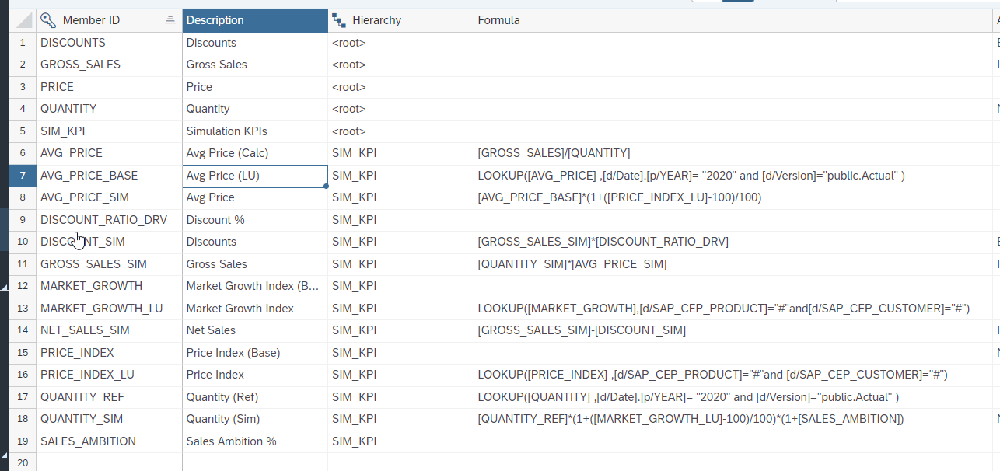 Member ID Description Hierarchy Formula
1 DISCOUNTS Discounts <root>
2 GROSS_SALES Gross Sales <root>
3 PRICE Price <root>
4 QUANTITY Quantity <root>
5 SIM_KPI Simulation KPIs <root>
6 AVG_PRICE Avg Price (Calc) SIM_KPI [GROSS_SALES]/[QUANTITY]
7 AVG_PRICE_BASE Avg Price (LU) SIM_KPI LOOKUP([AVG_PRICE] ,[d/Date].[p/YEAR]= "2020" and [d/Version]="public.Actual" )
8 AVG_PRICE_SIM Avg Price SIM_KPI [AVG_PRICE_BASE]*(1+([PRICE_INDEX_LU]-100)/100)
9 DISCOUNT_RATIO_DRV Discount % SIM_KPI
10 DISCOUNT_SIM Discounts SIM_KPI [GROSS_SALES_SIM]*[DISCOUNT_RATIO_DRV]
11 GROSS_SALES_SIM Gross Sales SIM_KPI [QUANTITY_SIM]*[AVG_PRICE_SIM]
12 MARKET_GROWTH Market Growth Index (B... SIM_KPI
13 MARKET_GROWTH_LU Market Growth Index SIM_KPI LOOKUP([MARKET_GROWTH],[d/SAP_CEP_PRODUCT]="#"and[d/SAP_CEP_CUSTOMER]="#")
14 NET_SALES_SIM Net Sales SIM_KPI [GROSS_SALES_SIM]-[DISCOUNT_SIM]
15 PRICE_INDEX Price Index (Base) SIM_KPI
16 PRICE_INDEX_LU Price Index SIM_KPI LOOKUP([PRICE_INDEX] ,[d/SAP_CEP_PRODUCT]="#"and [d/SAP_CEP_CUSTOMER]="#")
17 QUANTITY_REF Quantity (Ref) SIM_KPI LOOKUP([QUANTITY] ,[d/Date].[p/YEAR]= "2020" and [d/Version]="public.Actual" )
18 QUANTITY_SIM Quantity (Sim) SIM_KPI [QUANTITY_REF]*(1+([MARKET_GROWTH_LU]-100)/100)*(1+[SALES_AMBITION])
19 SALES_AMBITION Sales Ambition % SIM_KPI
20